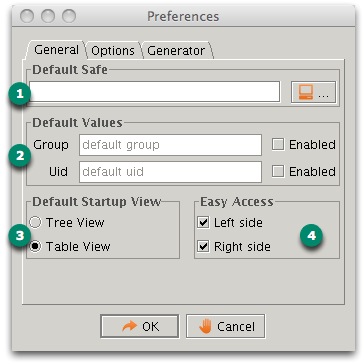 Preferences
General Options Generator
Default Safe
1 ...
Default Values
Group default group Enabled
2
Uid default uid Enabled
Default Startup View Easy Access
Tree View Left side
3 4
Table View Right side
OK Cancel